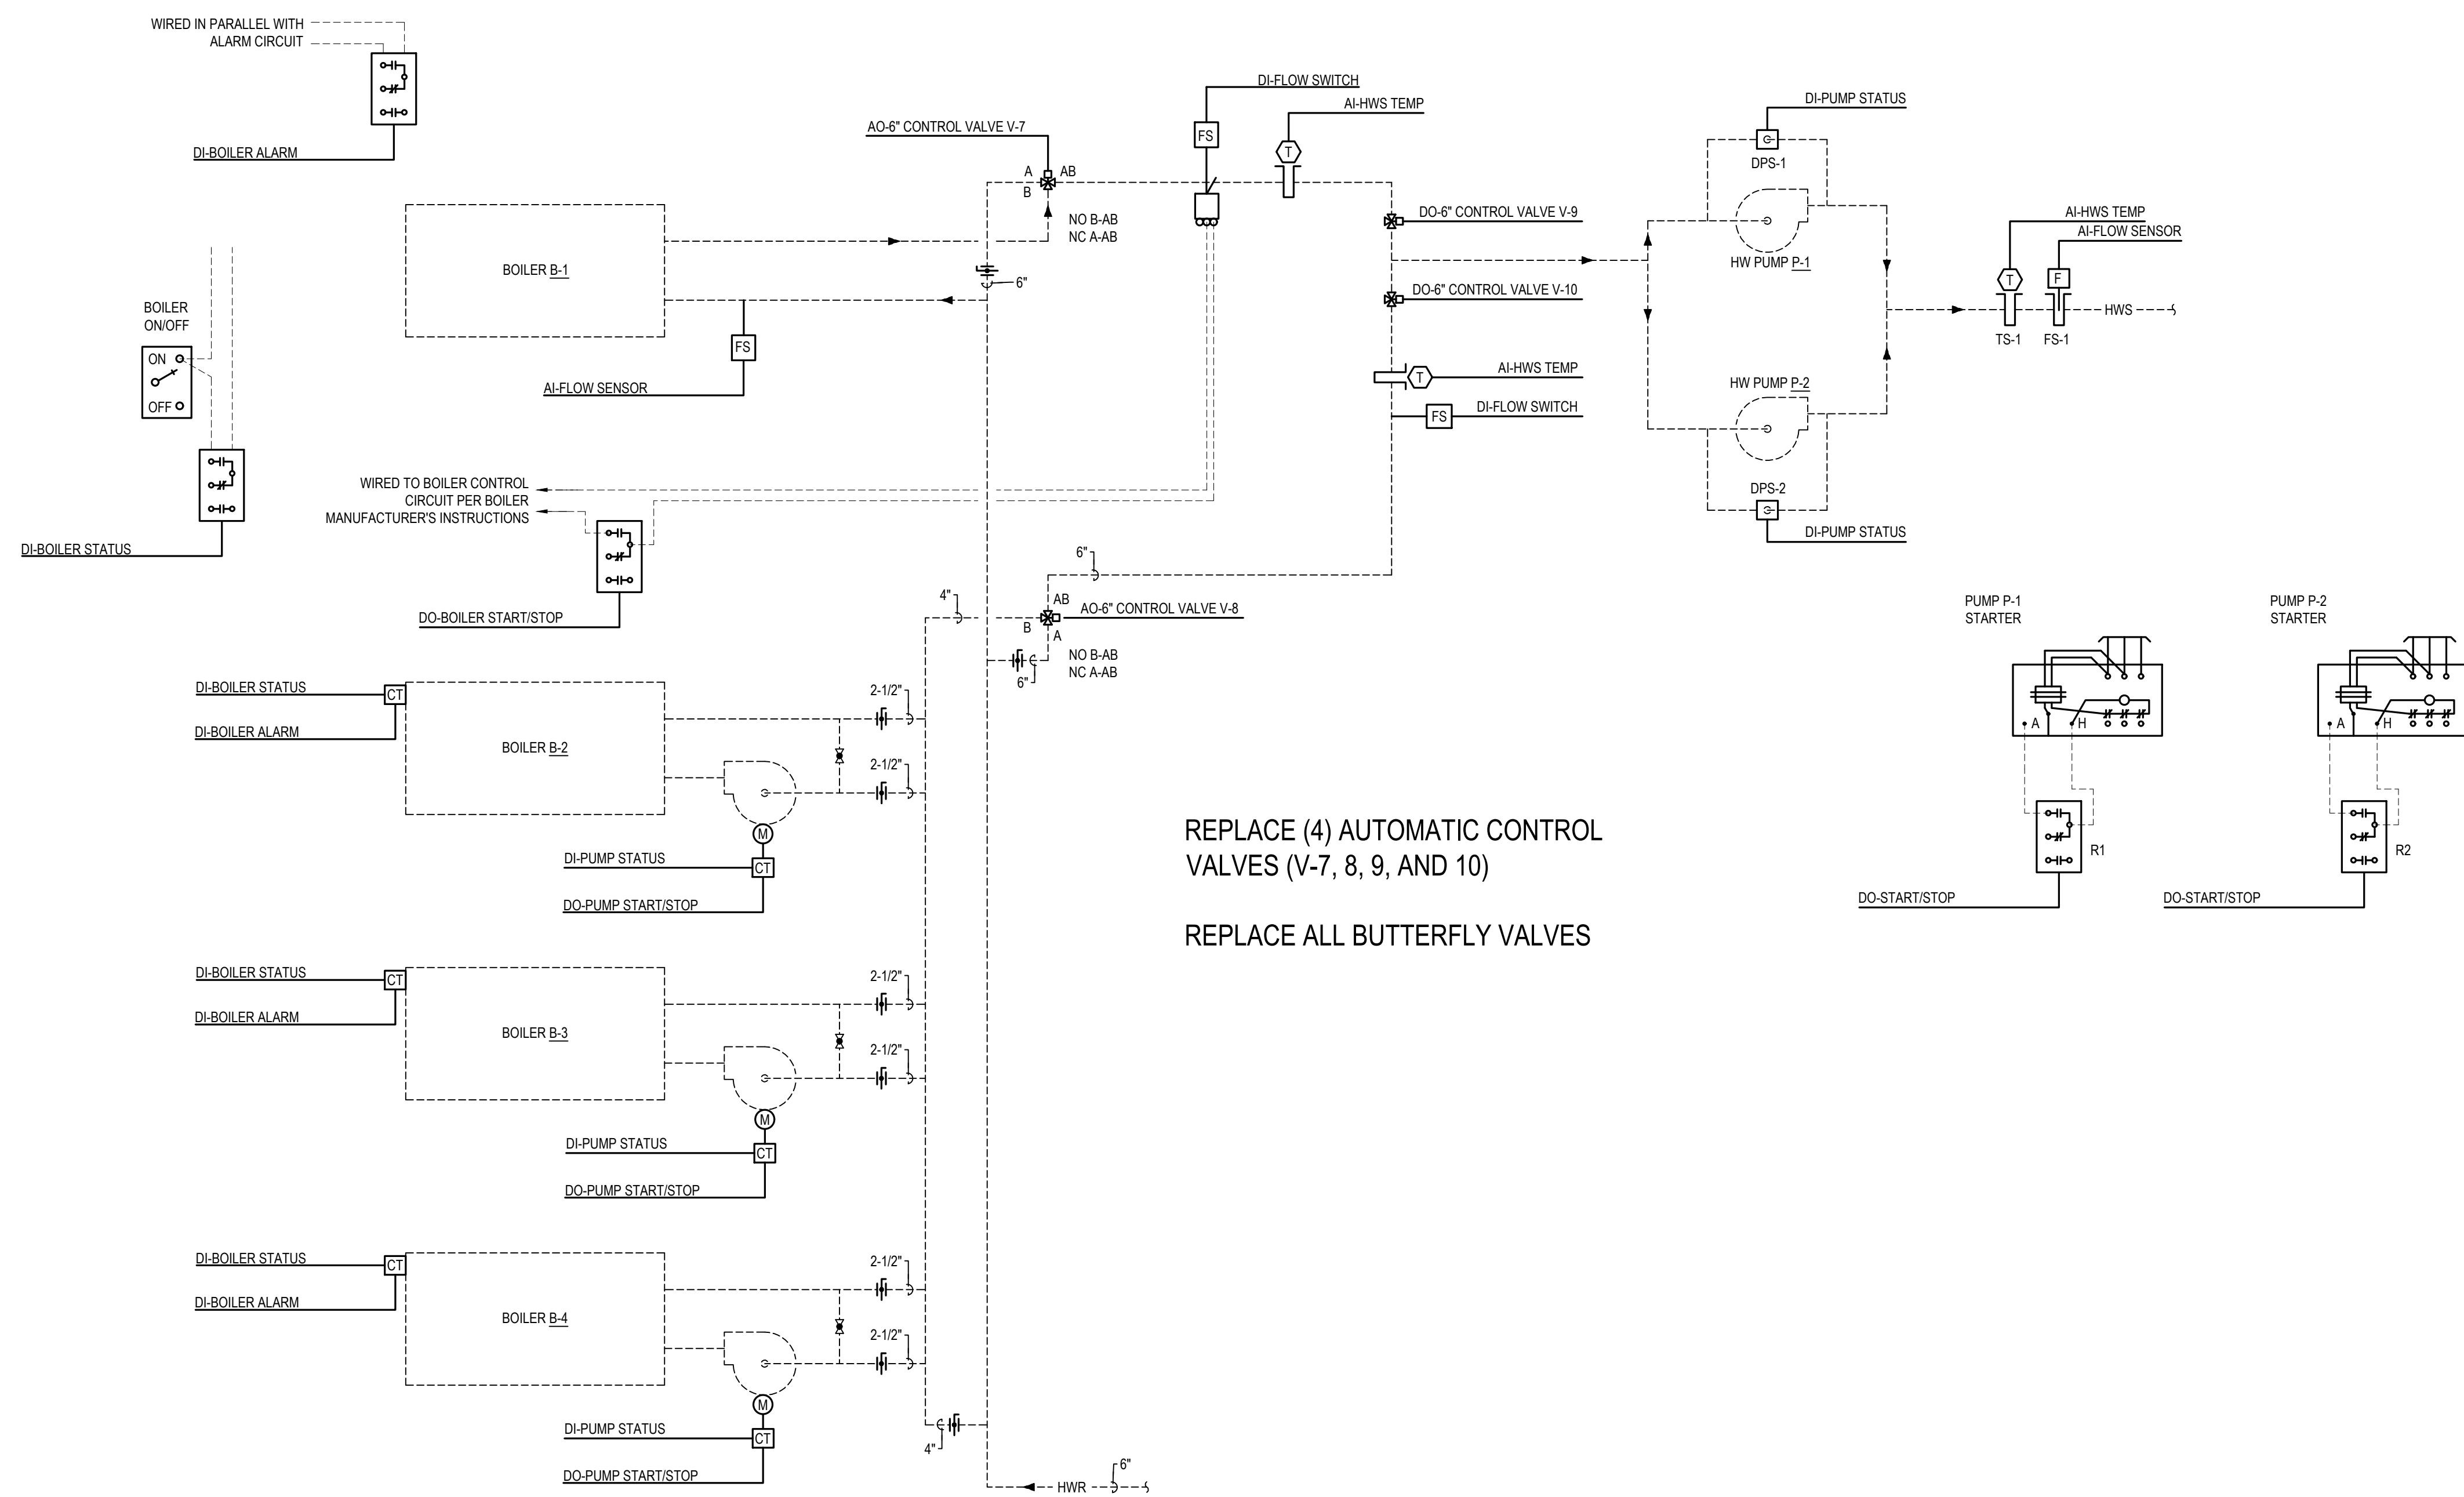 WIRED IN PARALLEL WITH
ALARM CIRCUIT
DI-BOILER ALARM
BOILER
ON/OFF
ON
OFF
DI-BOILER STATUS
BOILER B-1
FS
AI-FLOW SENSOR
WIRED TO BOILER CONTROL
CIRCUIT PER BOILER
MANUFACTURER'S INSTRUCTIONS
DO-BOILER START/STOP
AO-6" CONTROL VALVE V-7
A
AB
B
NO B-AB
NC A-AB
6"
DI-FLOW SWITCH
FS
AI-HWS TEMP
T
DO-6" CONTROL VALVE V-9
DO-6" CONTROL VALVE V-10
AI-HWS TEMP
T
DI-FLOW SWITCH
FS
DI-PUMP STATUS
DPS-1
HW PUMP P-1
HW PUMP P-2
DPS-2
DI-PUMP STATUS
AI-HWS TEMP
AI-FLOW SENSOR
T
F
TS-1
FS-1
HWS
6"
4"
AB
AO-6" CONTROL VALVE V-8
B
A
NO B-AB
NC A-AB
6"
PUMP P-1
STARTER
A
H
R1
DO-START/STOP
PUMP P-2
STARTER
A
H
R2
DO-START/STOP
DI-BOILER STATUS
CT
DI-BOILER ALARM
BOILER B-2
2-1/2"
2-1/2"
M
DI-PUMP STATUS
CT
DO-PUMP START/STOP
REPLACE (4) AUTOMATIC CONTROL
VALVES (V-7, 8, 9, AND 10)
REPLACE ALL BUTTERFLY VALVES
DI-BOILER STATUS
CT
DI-BOILER ALARM
BOILER B-3
2-1/2"
2-1/2"
M
DI-PUMP STATUS
CT
DO-PUMP START/STOP
DI-BOILER STATUS
CT
DI-BOILER ALARM
BOILER B-4
2-1/2"
2-1/2"
M
DI-PUMP STATUS
CT
DO-PUMP START/STOP
4"
HWR
6"